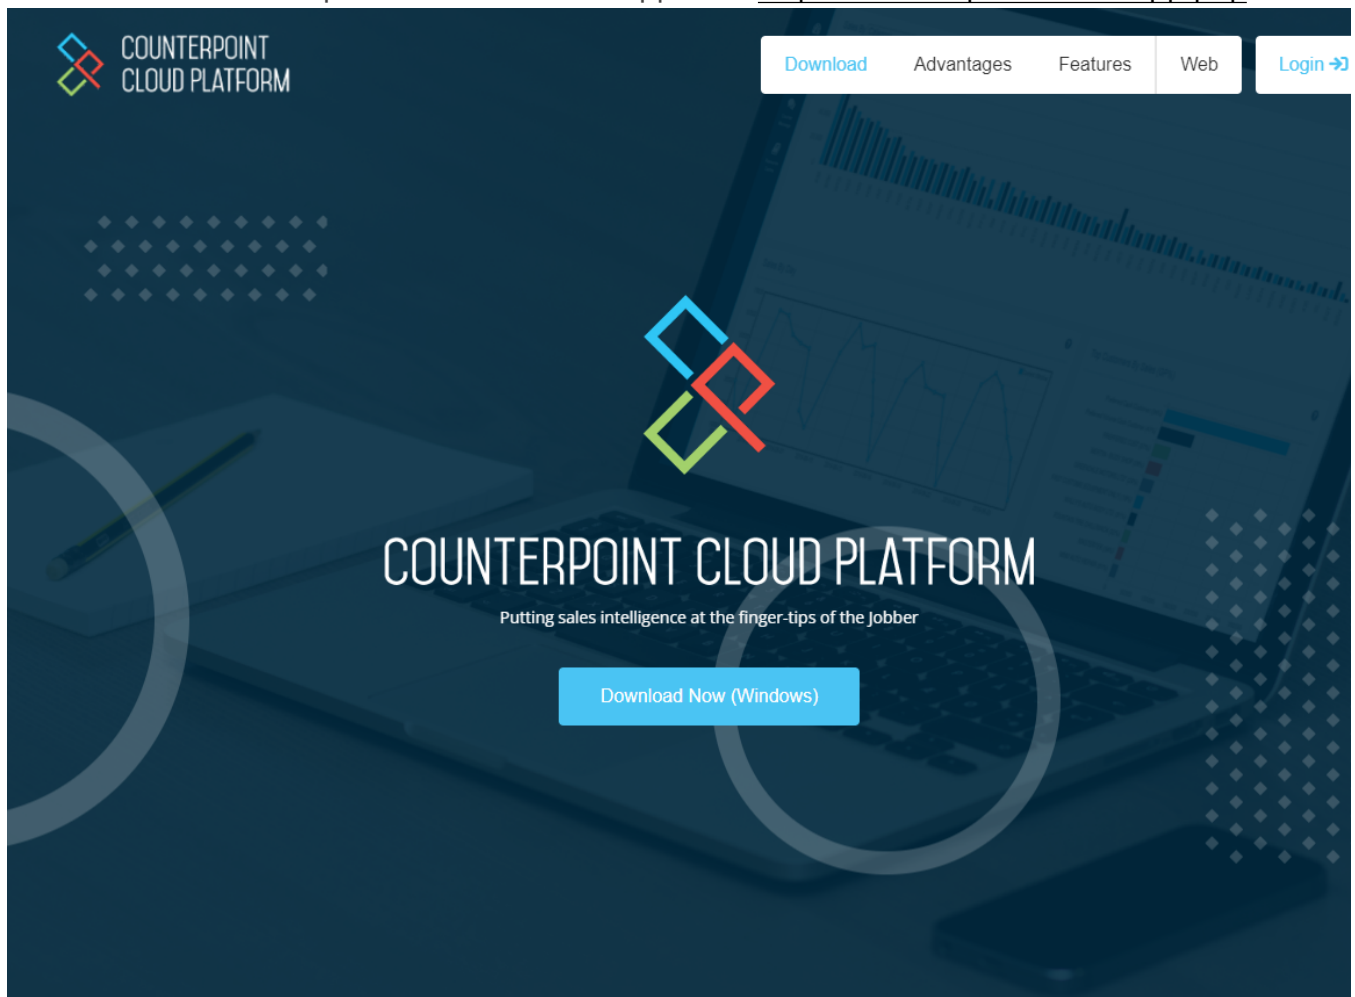 COUNTERPOINT
CLOUD PLATFORM
Download Advantages Features Web Login
COUNTERPOINT CLOUD PLATFORM
Putting sales intelligence at the finger-tips of the Jobber
Download Now (Windows)